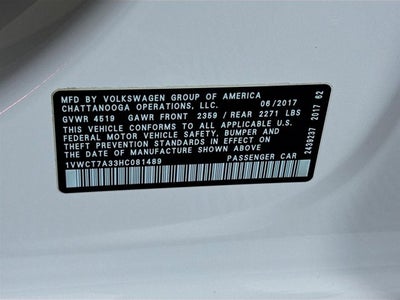 MFD BY VOLKSWAGEN GROUP OF AMERICA
CHATTANOOGA OPERATIONS, LLC. 06/2017
GVWR 4519 GAWR FRONT 2359 / REAR 2271 LBS
THIS VEHICLE CONFORMS TO ALL APPLICABLE U.S.
FEDERAL MOTOR VEHICLE SAFETY, BUMPER AND
THEFT PREVENTION STANDARDS IN EFFECT ON
THE DATE OF MANUFACTURE SHOWN ABOVE
1VWCT7A33HC081489 PASSENGER CAR
2439237 2017 62